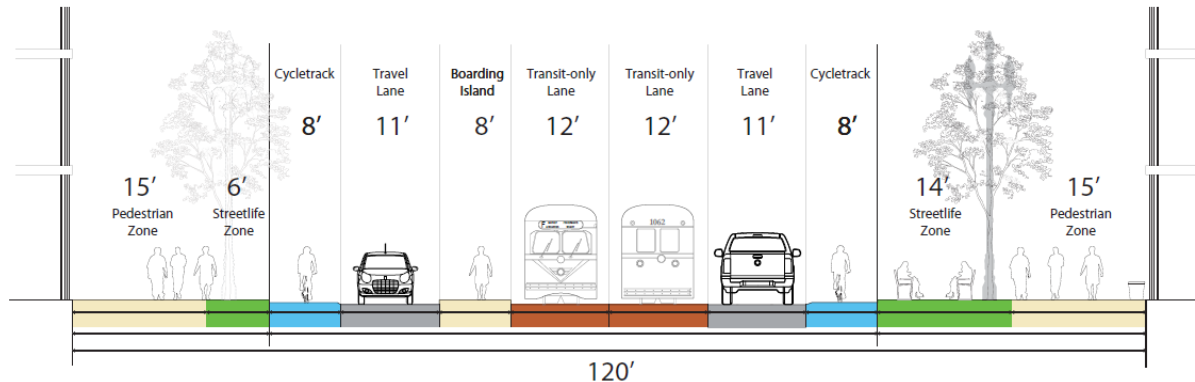 Cycletrack
8’
Travel
Lane
11’
Boarding
Island
8’
Transit-only
Lane
12’
Transit-only
Lane
12’
Travel
Lane
11’
Cycletrack
8’
15’
Pedestrian
Zone
6’
Streetlife
Zone
14’
Streetlife
Zone
15’
Pedestrian
Zone
1062
120’